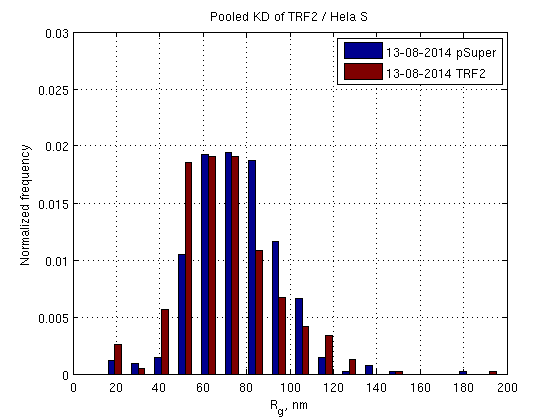 Pooled KD of TRF2 / Hela S
0.03
0.025
0.02
0.015
0.01
0.005
0
Normalized frequency
13-08-2014 pSuper
13-08-2014 TRF2
0 20 40 60 80 100 120 140 160 180 200
Rg, nm